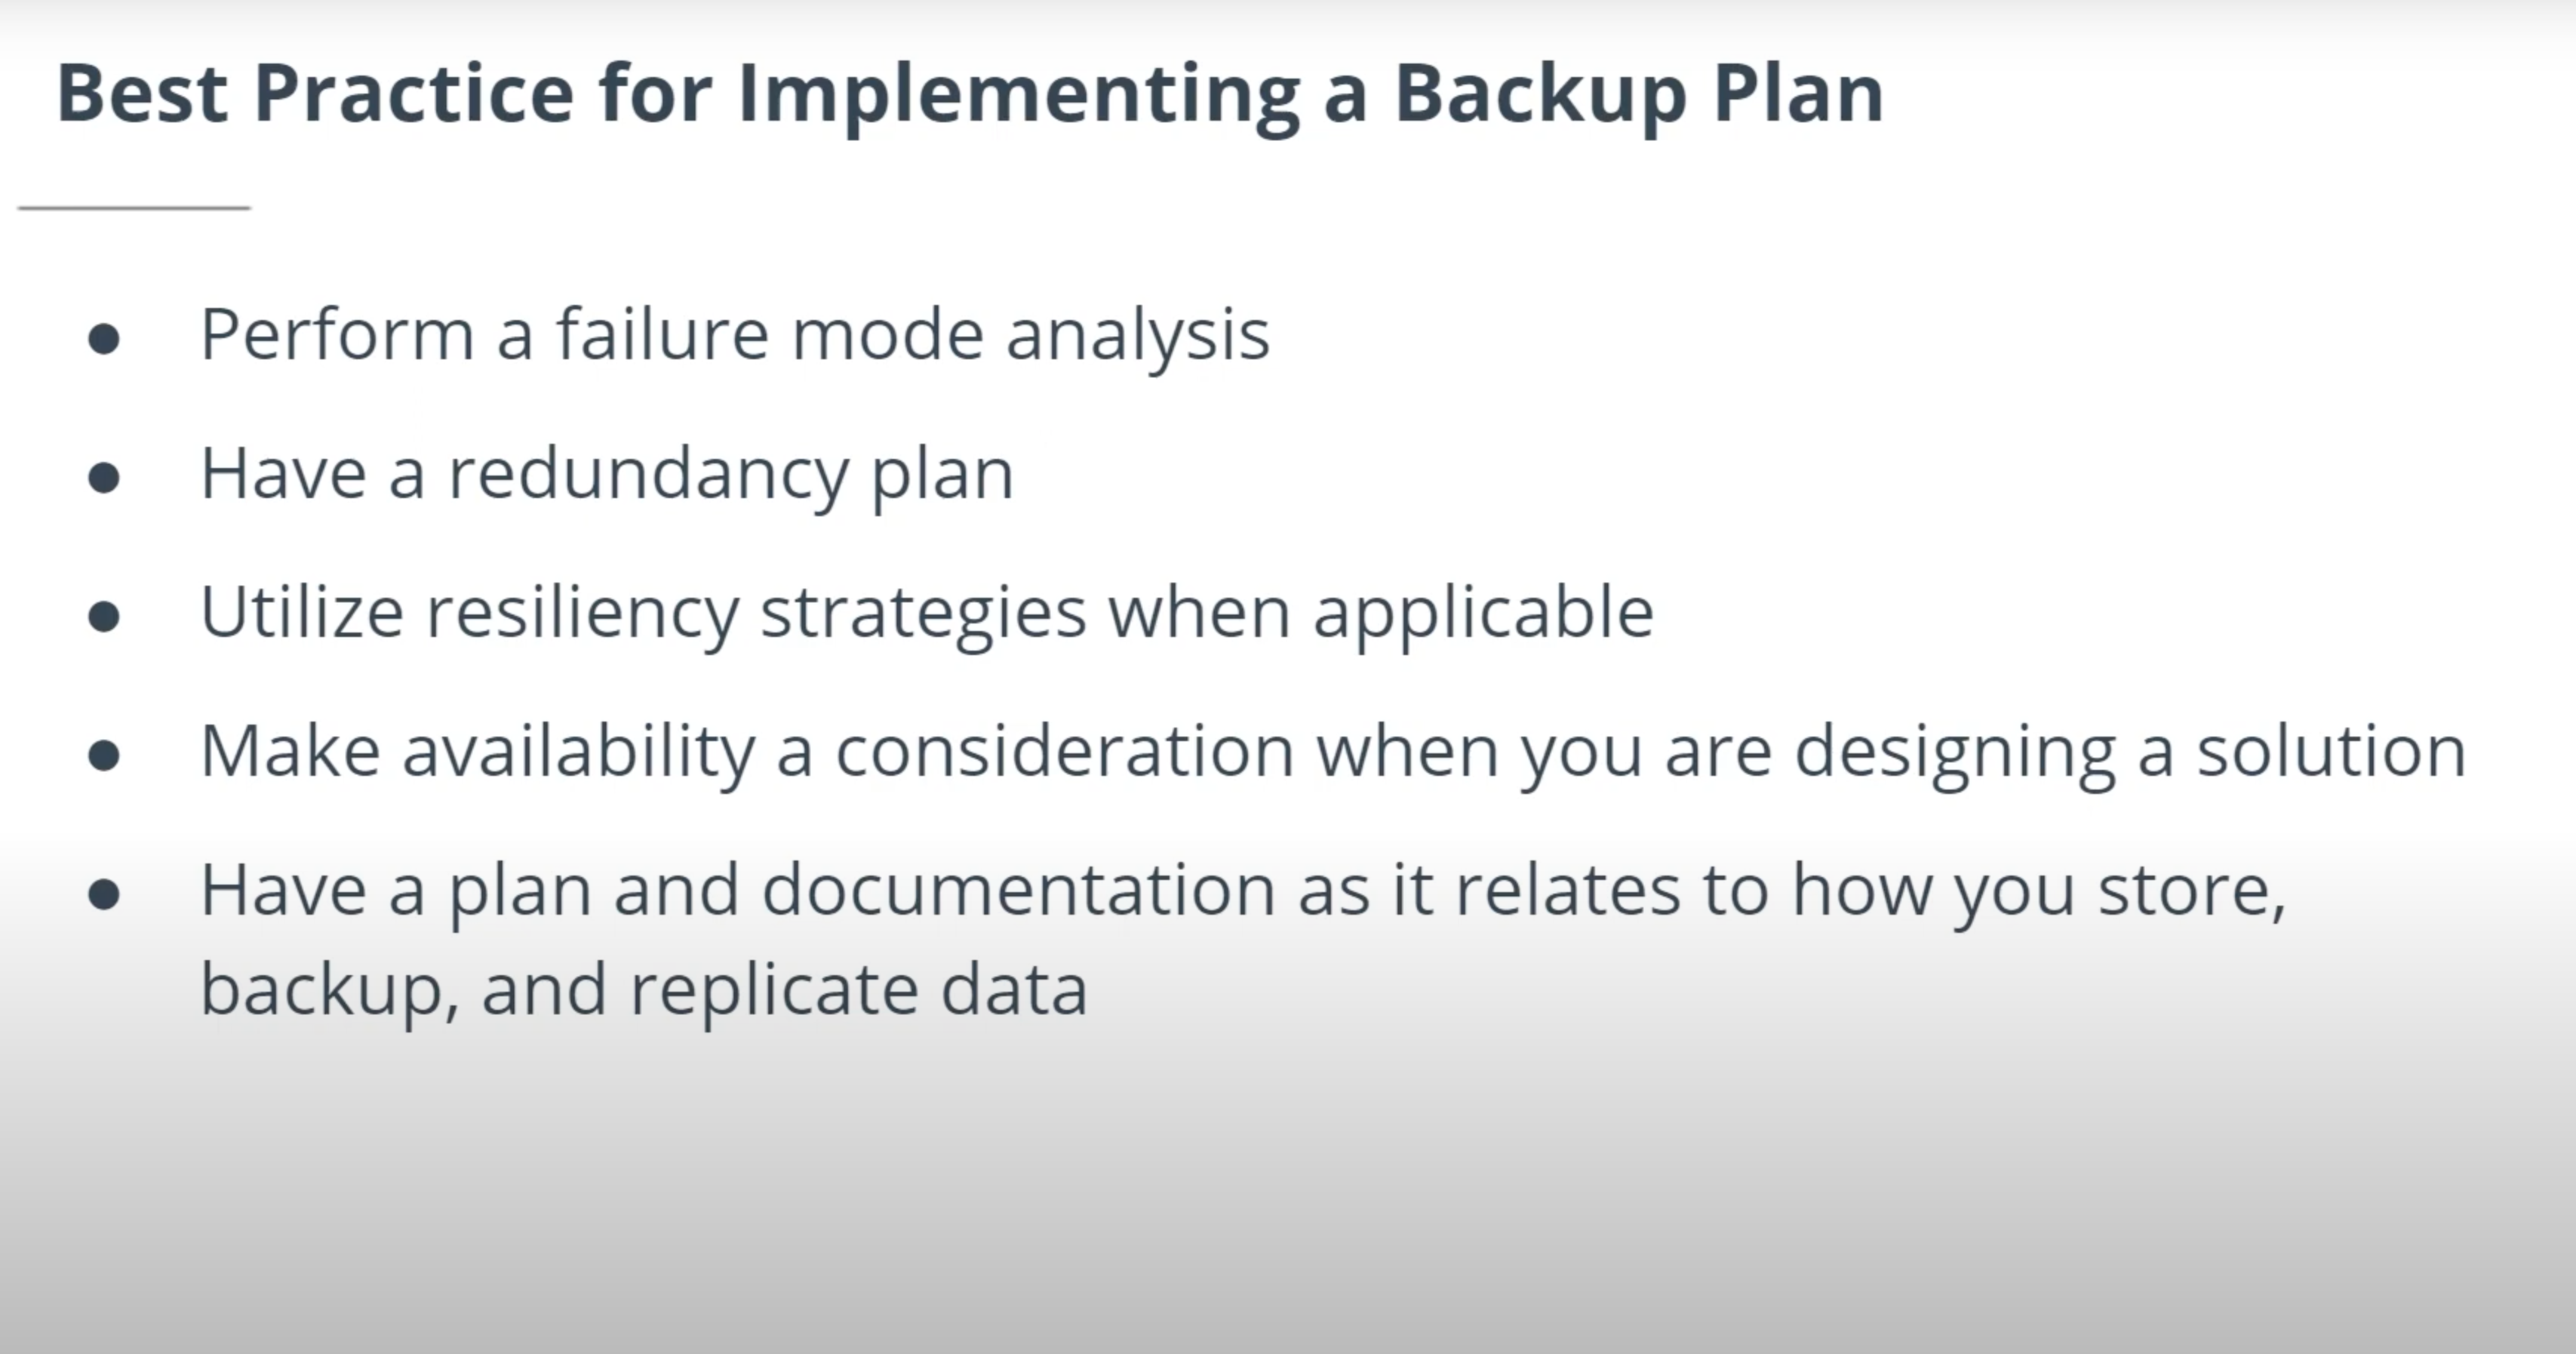 Best Practice for Implementing a Backup Plan
● Perform a failure mode analysis
● Have a redundancy plan
● Utilize resiliency strategies when applicable
● Make availability a consideration when you are designing a solution
● Have a plan and documentation as it relates to how you store,
backup, and replicate data